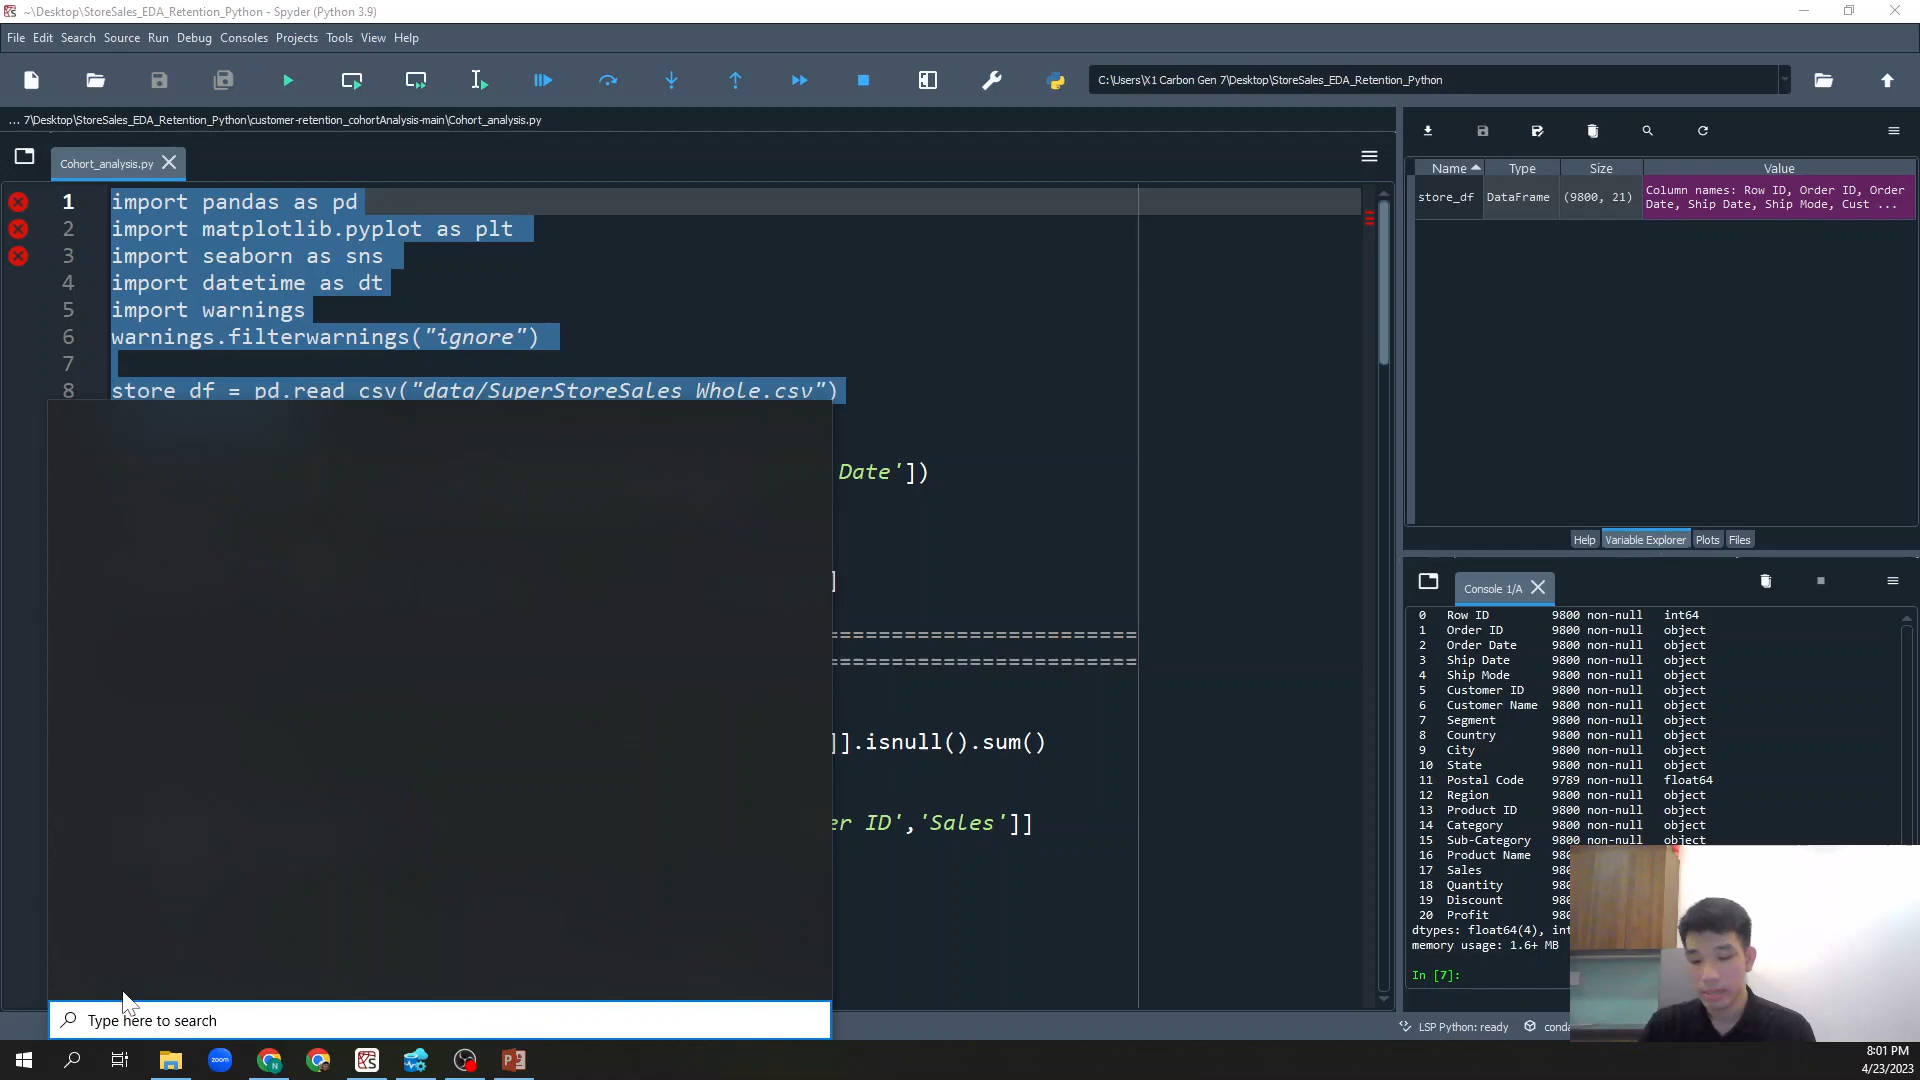 ~\Desktop\StoreSales_EDA_Retention_Python - Spyder (Python 3.9)
File Edit Search Source Run Debug Consoles Projects Tools View Help
C:\Users\X1 Carbon Gen 7\Desktop\StoreSales_EDA_Retention_Python
... 7\Desktop\StoreSales_EDA_Retention_Python\customer-retention_cohortAnalysis-main\Cohort_analysis.py
Cohort_analysis.py
1 import pandas as pd
2 import matplotlib.pyplot as plt
3 import seaborn as sns
4 import datetime as dt
5 import warnings
6 warnings.filterwarnings("ignore")
7
8 store_df = pd.read_csv("data/SuperStoreSales_Whole.csv")
Date'])
]
=======================
=======================
]].isnull().sum()
er ID','Sales']]
Type here to search
Name Type Size Value
store_df DataFrame (9800, 21) Column names: Row ID, Order ID, Order
Date, Ship Date, Ship Mode, Cust ...
Help Variable Explorer Plots Files
Console 1/A
0 Row ID 9800 non-null int64
1 Order ID 9800 non-null object
2 Order Date 9800 non-null object
3 Ship Date 9800 non-null object
4 Ship Mode 9800 non-null object
5 Customer ID 9800 non-null object
6 Customer Name 9800 non-null object
7 Segment 9800 non-null object
8 Country 9800 non-null object
9 City 9800 non-null object
10 State 9800 non-null object
11 Postal Code 9789 non-null float64
12 Region 9800 non-null object
13 Product ID 9800 non-null object
14 Category 9800 non-null object
15 Sub-Category 9800 non-null object
16 Product Name 980
17 Sales 980
18 Quantity 980
19 Discount 980
20 Profit 980
dtypes: float64(4), int
memory usage: 1.6+ MB
In [7]:
LSP Python: ready conda
zoom
8:01 PM
4/23/2023